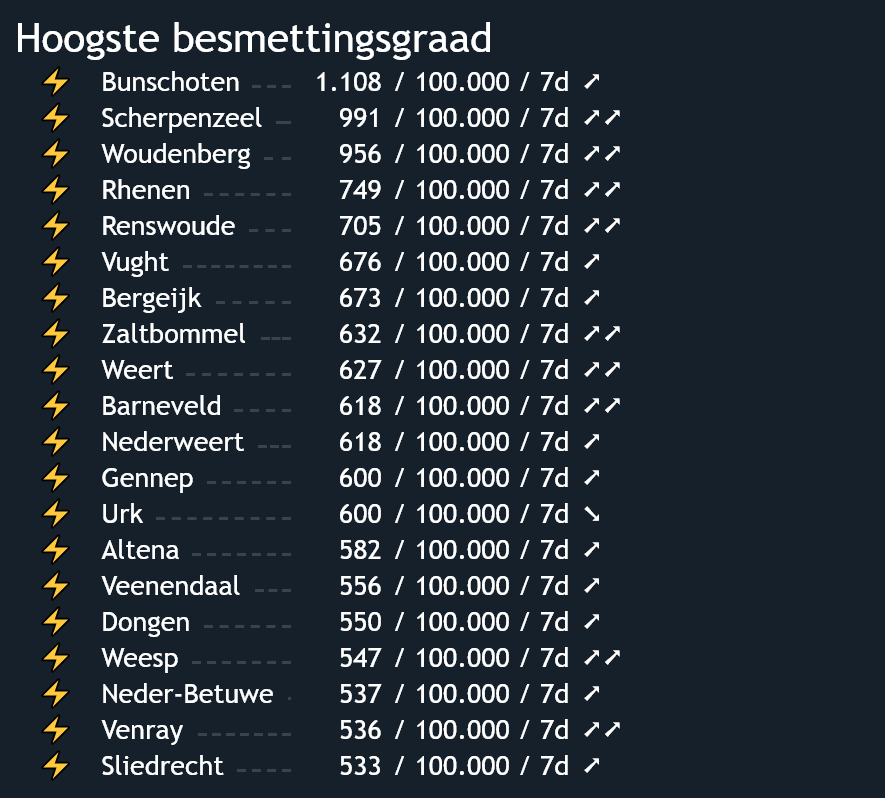 Hoogste besmettingsgraad
⚡ Bunschoten --- 1.108 / 100.000 / 7d ➚
⚡ Scherpenzeel - 991 / 100.000 / 7d ➚➚
⚡ Woudenberg -- 956 / 100.000 / 7d ➚➚
⚡ Rhenen ------ 749 / 100.000 / 7d ➚➚
⚡ Renswoude --- 705 / 100.000 / 7d ➚➚
⚡ Vught -------- 676 / 100.000 / 7d ➚
⚡ Bergeijk ------ 673 / 100.000 / 7d ➚
⚡ Zaltbommel --- 632 / 100.000 / 7d ➚➚
⚡ Weert ------- 627 / 100.000 / 7d ➚➚
⚡ Barneveld ---- 618 / 100.000 / 7d ➚➚
⚡ Nederweert --- 618 / 100.000 / 7d ➚
⚡ Gennep ------ 600 / 100.000 / 7d ➚
⚡ Urk ---------- 600 / 100.000 / 7d ➘
⚡ Altena ------- 582 / 100.000 / 7d ➚
⚡ Veenendaal --- 556 / 100.000 / 7d ➚
⚡ Dongen ------ 550 / 100.000 / 7d ➚
⚡ Weesp ------- 547 / 100.000 / 7d ➚➚
⚡ Neder-Betuwe - 537 / 100.000 / 7d ➚
⚡ Venray ------- 536 / 100.000 / 7d ➚➚
⚡ Sliedrecht ---- 533 / 100.000 / 7d ➚